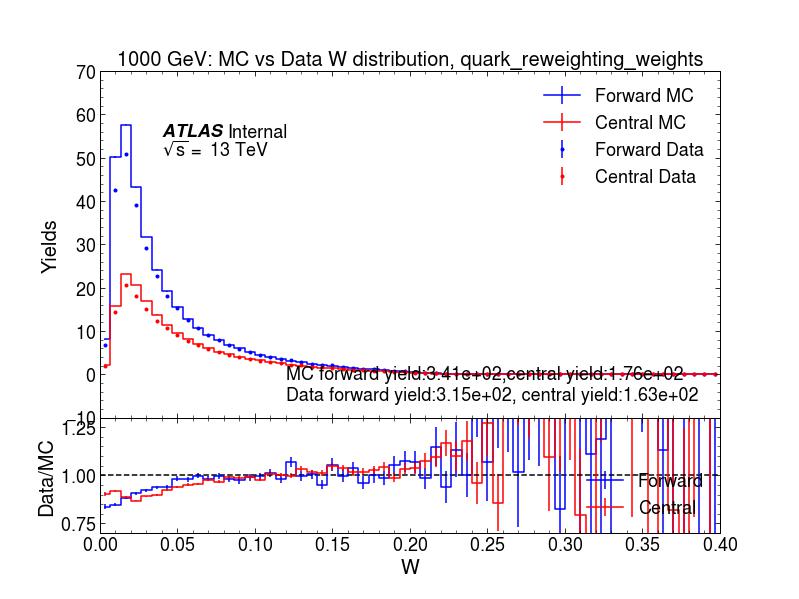 1000 GeV: MC vs Data W distribution, quark_reweighting_weights
70
60
50
40
30
20
10
0
−10
Yields
ATLAS Internal
√s = 13 TeV
Forward MC
Central MC
Forward Data
Central Data
MC forward yield:3.41e+02,central yield:1.76e+02
Data forward yield:3.15e+02, central yield:1.63e+02
1.25
1.00
0.75
Data/MC
Forward
Central
0.00 0.05 0.10 0.15 0.20 0.25 0.30 0.35 0.40
W